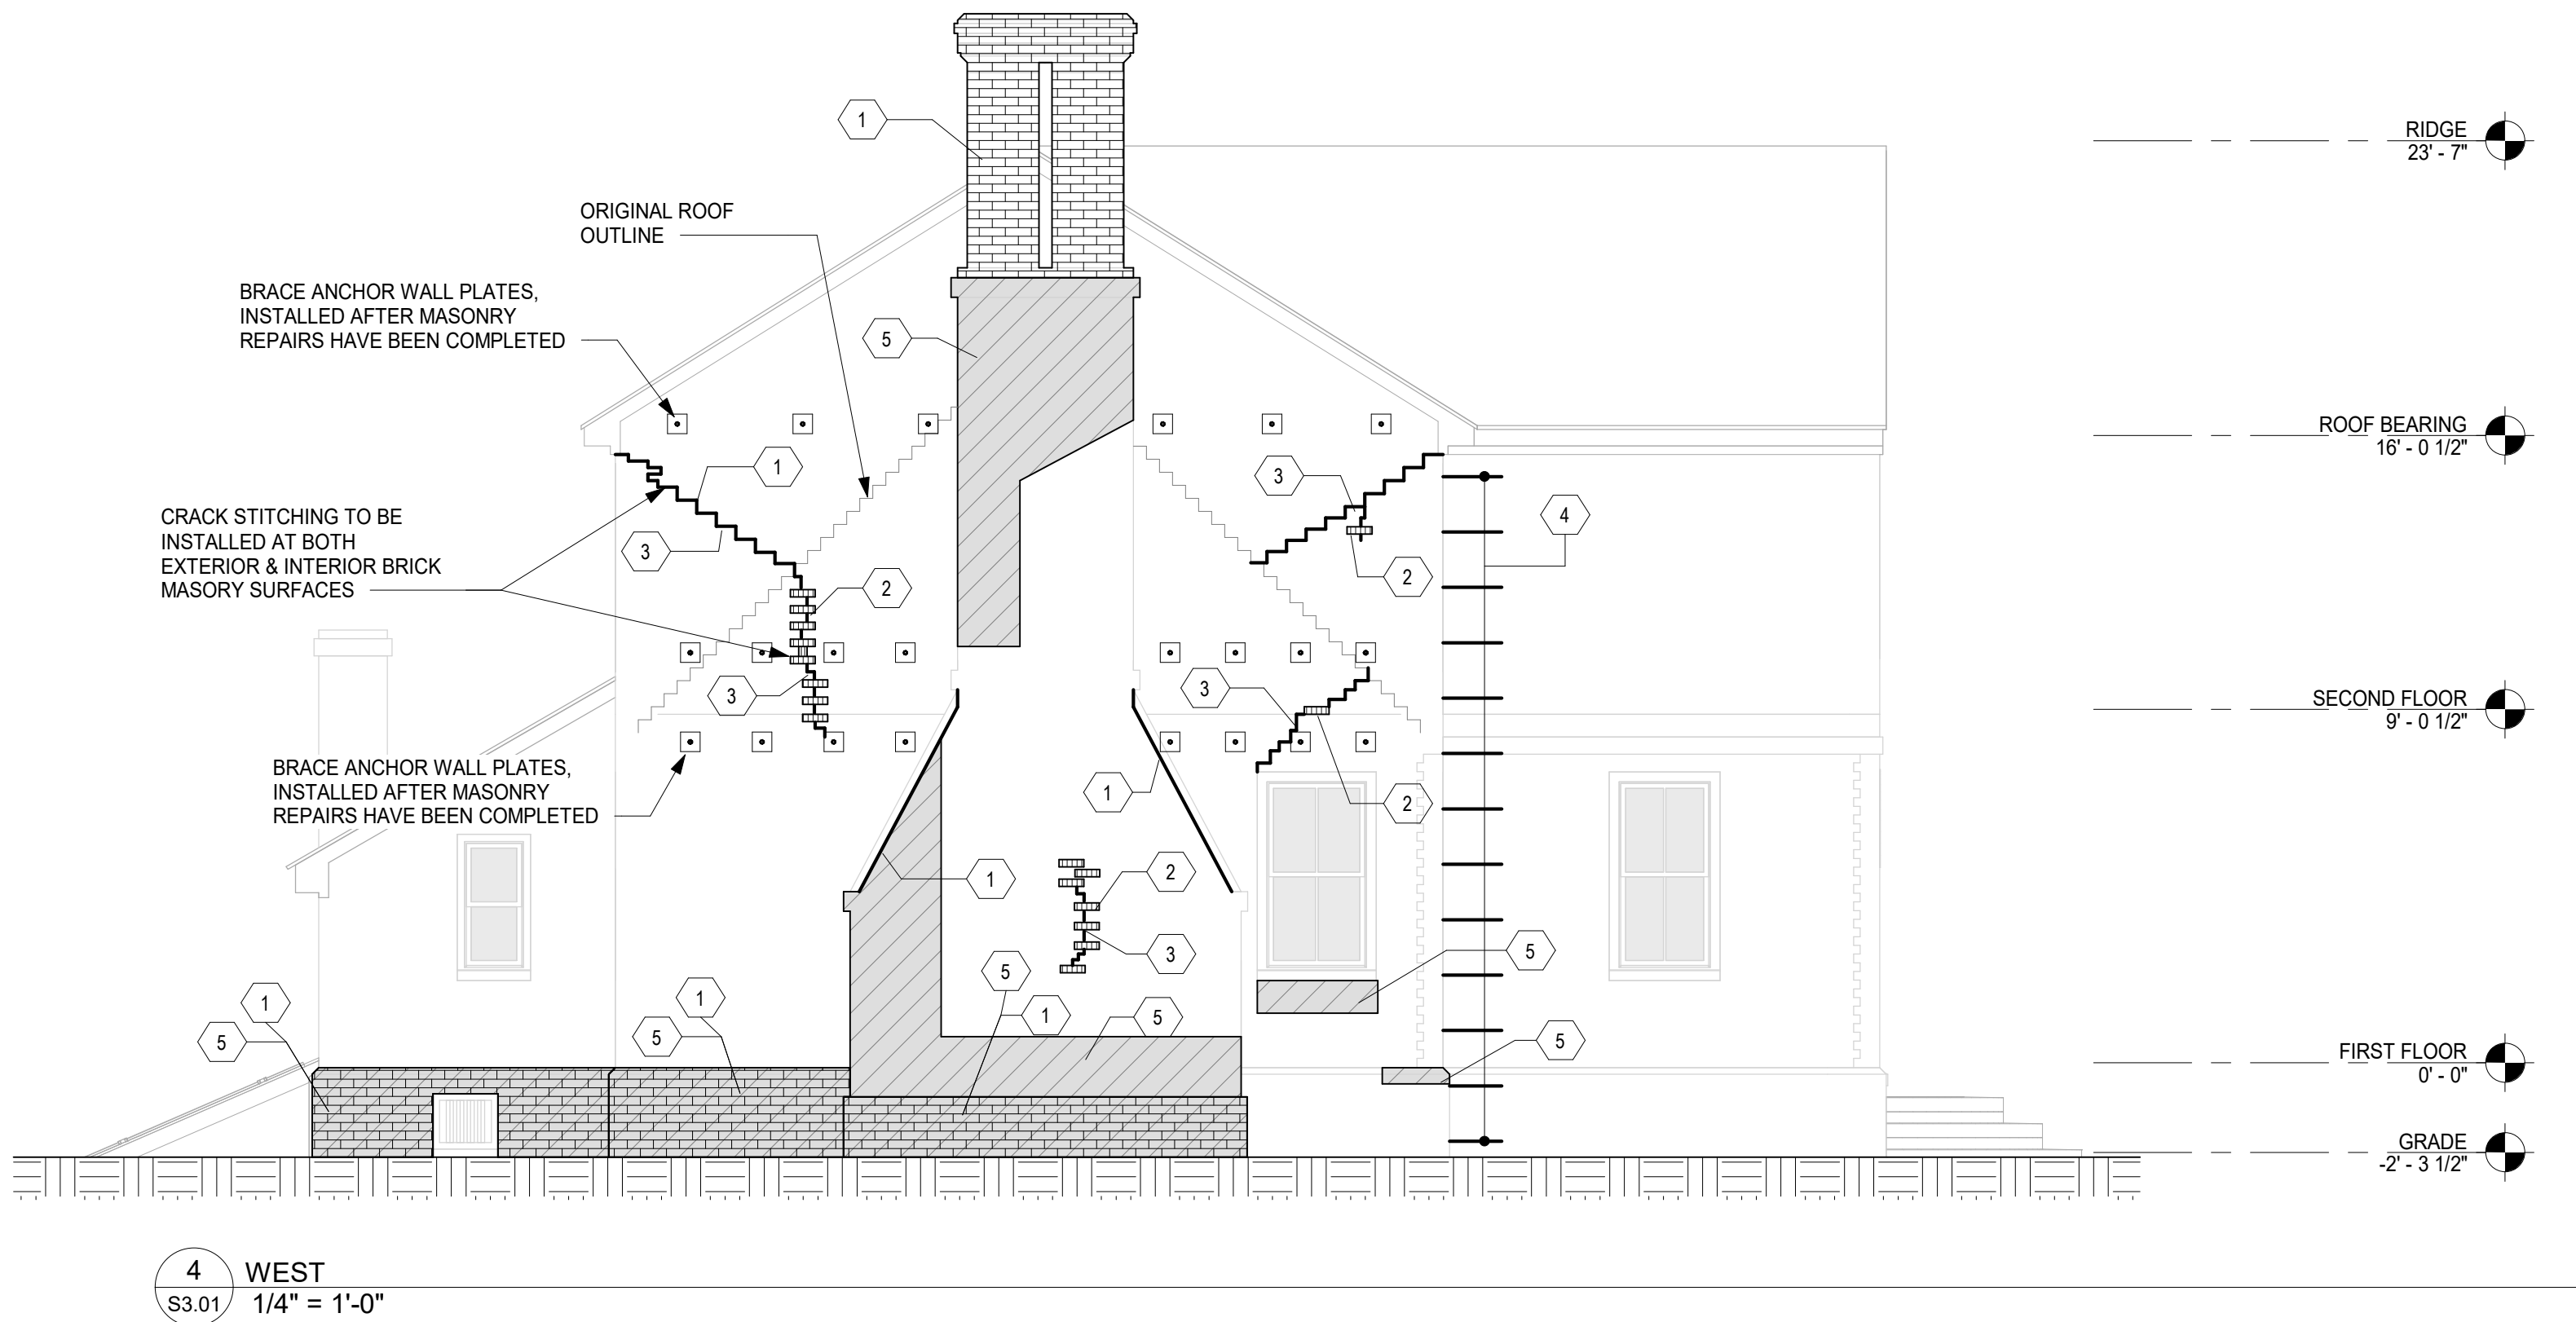 1
RIDGE
23' - 7"
ORIGINAL ROOF
OUTLINE
BRACE ANCHOR WALL PLATES,
INSTALLED AFTER MASONRY
REPAIRS HAVE BEEN COMPLETED
5
ROOF BEARING
16' - 0 1/2"
1
3
CRACK STITCHING TO BE
INSTALLED AT BOTH
EXTERIOR & INTERIOR BRICK
MASORY SURFACES
4
3
2
2
3
3
SECOND FLOOR
9' - 0 1/2"
BRACE ANCHOR WALL PLATES,
INSTALLED AFTER MASONRY
REPAIRS HAVE BEEN COMPLETED
1
2
1
2
3
5
5
1
1
1
5
5
5
5
FIRST FLOOR
0' - 0"
GRADE
-2' - 3 1/2"
4
WEST
S3.01
1/4" = 1'-0"